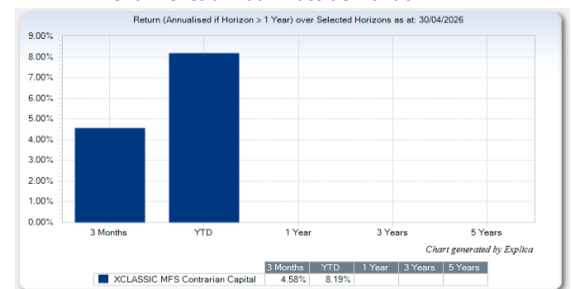 Return (Annualised if Horizon > 1 Year) over Selected Horizons as at: 30/04/2026
9.00%
8.00%
7.00%
6.00%
5.00%
4.00%
3.00%
2.00%
1.00%
0.00%
3 Months YTD 1 Year 3 Years 5 Years
Chart generated by Explica
3 Months YTD 1 Year 3 Years 5 Years
XCLASSIC MFS Contrarian Capital 4.58% 8.19%